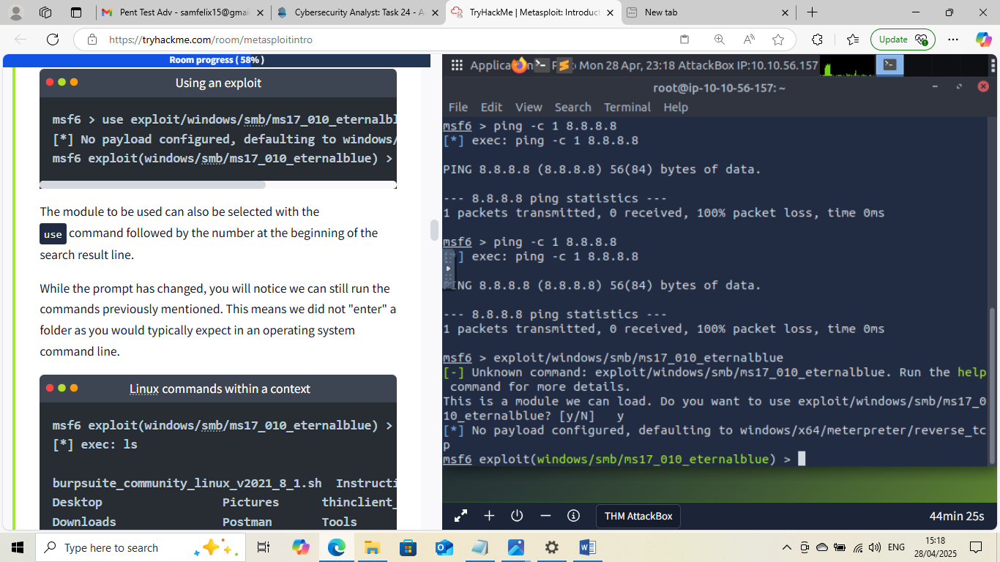 Pent Test Adv - samfelix15@gmai
Cybersecurity Analyst: Task 24 - A
TryHackMe | Metasploit: Introduct
New tab
https://tryhackme.com/room/metasploitintro
Update
Room progress ( 58% )
Using an exploit
msf6 > use exploit/windows/smb/ms17_010_eternalbl
[*] No payload configured, defaulting to windows/
msf6 exploit(windows/smb/ms17_010_eternalblue) >
The module to be used can also be selected with the
use command followed by the number at the beginning of the
search result line.
While the prompt has changed, you will notice we can still run the
commands previously mentioned. This means we did not "enter" a
folder as you would typically expect in an operating system
command line.
Linux commands within a context
msf6 exploit(windows/smb/ms17_010_eternalblue) >
[*] exec: ls
burpsuite_community_linux_v2021_8_1.sh Instructi
Desktop Pictures thinclient_
Downloads Postman Tools
Mon 28 Apr, 23:18 AttackBox IP:10.10.56.157
root@ip-10-10-56-157: ~
File Edit View Search Terminal Help
msf6 > ping -c 1 8.8.8.8
[*] exec: ping -c 1 8.8.8.8
PING 8.8.8.8 (8.8.8.8) 56(84) bytes of data.
--- 8.8.8.8 ping statistics ---
1 packets transmitted, 0 received, 100% packet loss, time 0ms
msf6 > ping -c 1 8.8.8.8
] exec: ping -c 1 8.8.8.8
PING 8.8.8.8 (8.8.8.8) 56(84) bytes of data.
--- 8.8.8.8 ping statistics ---
1 packets transmitted, 0 received, 100% packet loss, time 0ms
msf6 > exploit/windows/smb/ms17_010_eternalblue
[-] Unknown command: exploit/windows/smb/ms17_010_eternalblue. Run the help
command for more details.
This is a module we can load. Do you want to use exploit/windows/smb/ms17_0
10_eternalblue? [y/N] y
[*] No payload configured, defaulting to windows/x64/meterpreter/reverse_tc
p
msf6 exploit(windows/smb/ms17_010_eternalblue) >
THM AttackBox
44min 25s
Type here to search
ENG
15:18
28/04/2025